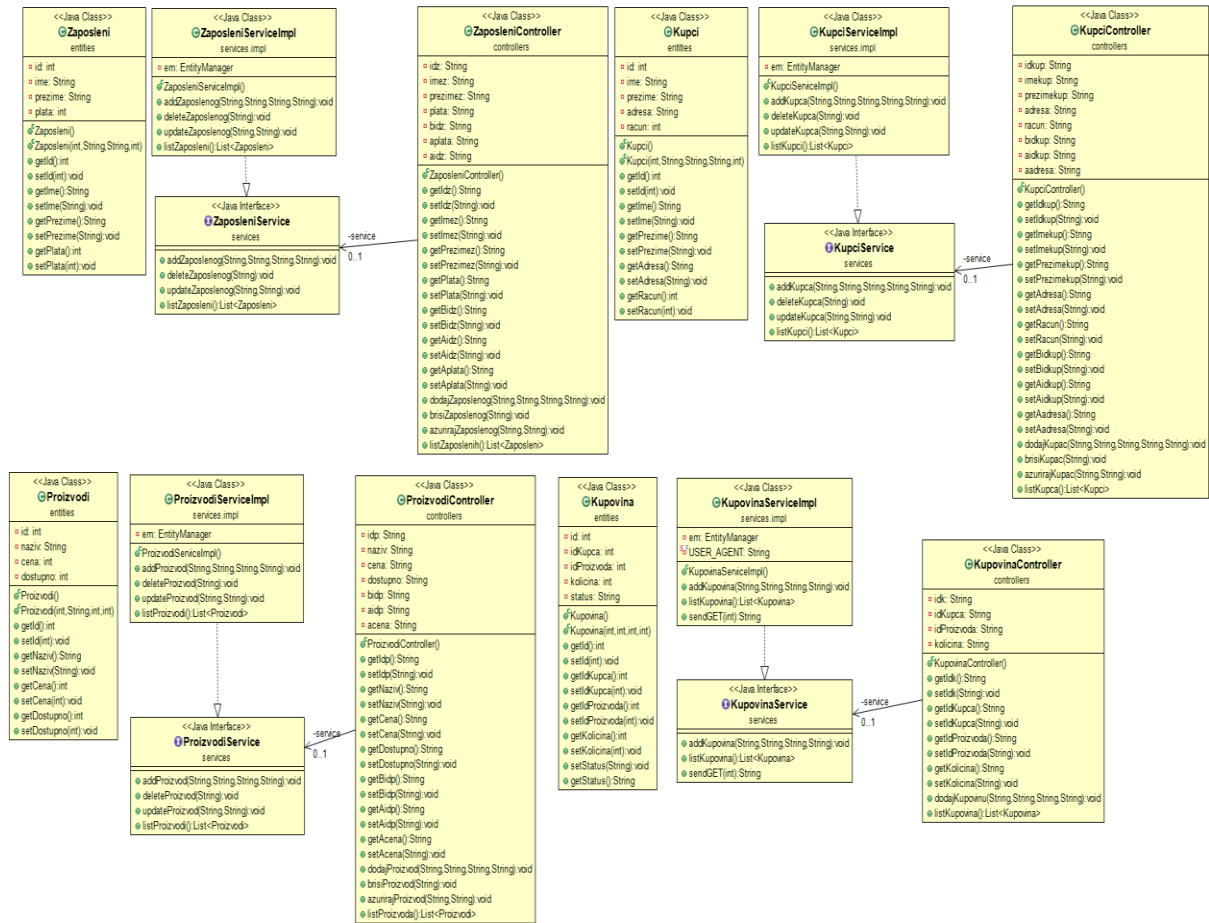 <<Java Class>>
Zaposleni
entities
id: int
ime: String
prezime: String
plata: int
Zaposleni()
Zaposleni(int,String,String,int)
getId():int
setId(int):void
getIme():String
setIme(String):void
getPrezime():String
setPrezime(String):void
getPlata():int
setPlata(int):void
<<Java Class>>
ZaposleniServiceImpl
services.impl
em: EntityManager
ZaposleniServiceImpl()
addZaposlenog(String,String,String,String):void
deleteZaposlenog(String):void
updateZaposlenog(String,String):void
listZaposleni():List<Zaposleni>
<<Java Interface>>
ZaposleniService
services
addZaposlenog(String,String,String,String):void
deleteZaposlenog(String):void
updateZaposlenog(String,String):void
listZaposleni():List<Zaposleni>
-service
0..1
<<Java Class>>
ZaposleniController
controllers
idz: String
imez: String
prezimez: String
plata: String
bidz: String
aplata: String
aidz: String
ZaposleniController()
getIdz():String
setIdz(String):void
getImez():String
setImez(String):void
getPrezimez():String
setPrezimez(String):void
getPlata():String
setPlata(String):void
getBidz():String
setBidz(String):void
getAidz():String
setAidz(String):void
getAplata():String
setAplata(String):void
dodajZaposlenog(String,String,String,String):void
brisiZaposlenog(String):void
azurirajZaposlenog(String,String):void
listZaposlenih():List<Zaposleni>
<<Java Class>>
Kupci
entities
id: int
ime: String
prezime: String
adresa: String
racun: int
Kupci()
Kupci(int,String,String,String,int)
getId():int
setId(int):void
getIme():String
setIme(String):void
getPrezime():String
setPrezime(String):void
getAdresa():String
setAdresa(String):void
getRacun():int
setRacun(int):void
<<Java Class>>
KupciServiceImpl
services.impl
em: EntityManager
KupciServiceImpl()
addKupca(String,String,String,String,String):void
deleteKupca(String):void
updateKupca(String,String):void
listKupci():List<Kupci>
<<Java Interface>>
KupciService
services
addKupca(String,String,String,String,String):void
deleteKupca(String):void
updateKupca(String,String):void
listKupci():List<Kupci>
-service
0..1
<<Java Class>>
KupciController
controllers
idkup: String
imekup: String
prezimekup: String
adresa: String
racun: String
bidkup: String
aidkup: String
aadresa: String
KupciController()
getIdkup():String
setIdkup(String):void
getImekup():String
setImekup(String):void
getPrezimekup():String
setPrezimekup(String):void
getAdresa():String
setAdresa(String):void
getRacun():String
setRacun(String):void
getBidkup():String
setBidkup(String):void
getAidkup():String
setAidkup(String):void
getAadresa():String
setAadresa(String):void
dodajKupac(String,String,String,String,String):void
brisiKupac(String):void
azurirajKupac(String,String):void
listKupca():List<Kupci>
<<Java Class>>
Proizvodi
entities
id: int
naziv: String
cena: int
dostupno: int
Proizvodi()
Proizvodi(int,String,int,int)
getId():int
setId(int):void
getNaziv():String
setNaziv(String):void
getCena():int
setCena(int):void
getDostupno():int
setDostupno(int):void
<<Java Class>>
ProizvodiServiceImpl
services.impl
em: EntityManager
ProizvodiServiceImpl()
addProizvod(String,String,String,String):void
deleteProizvod(String):void
updateProizvod(String,String):void
listProizvodi():List<Proizvodi>
<<Java Interface>>
ProizvodiService
services
addProizvod(String,String,String,String):void
deleteProizvod(String):void
updateProizvod(String,String):void
listProizvodi():List<Proizvodi>
-service
0..1
<<Java Class>>
ProizvodiController
controllers
idp: String
naziv: String
cena: String
dostupno: String
bidp: String
aidp: String
acena: String
ProizvodiController()
getIdp():String
setIdp(String):void
getNaziv():String
setNaziv(String):void
getCena():String
setCena(String):void
getDostupno():String
setDostupno(String):void
getBidp():String
setBidp(String):void
getAidp():String
setAidp(String):void
getAcena():String
setAcena(String):void
dodajProizvod(String,String,String,String):void
brisiProizvod(String):void
azurirajProizvod(String,String):void
listProizvoda():List<Proizvodi>
<<Java Class>>
Kupovina
entities
id: int
idKupca: int
idProizvoda: int
kolicina: int
status: String
Kupovina()
Kupovina(int,int,int,int)
getId():int
setId(int):void
getIdKupca():int
setIdKupca(int):void
getIdProizvoda():int
setIdProizvoda(int):void
getKolicina():int
setKolicina(int):void
setStatus(String):void
getStatus():String
<<Java Class>>
KupovinaServiceImpl
services.impl
em: EntityManager
USER_AGENT: String
KupovinaServiceImpl()
addKupovina(String,String,String,String):void
listKupovina():List<Kupovina>
sendGET(int):String
<<Java Interface>>
KupovinaService
services
addKupovina(String,String,String,String):void
listKupovina():List<Kupovina>
sendGET(int):String
-service
0..1
<<Java Class>>
KupovinaController
controllers
idk: String
idKupca: String
idProizvoda: String
kolicina: String
KupovinaController()
getIdk():String
setIdk(String):void
getIdKupca():String
setIdKupca(String):void
getIdProizvoda():String
setIdProizvoda(String):void
getKolicina():String
setKolicina(String):void
dodajKupovinu(String,String,String,String):void
listKupovina():List<Kupovina>